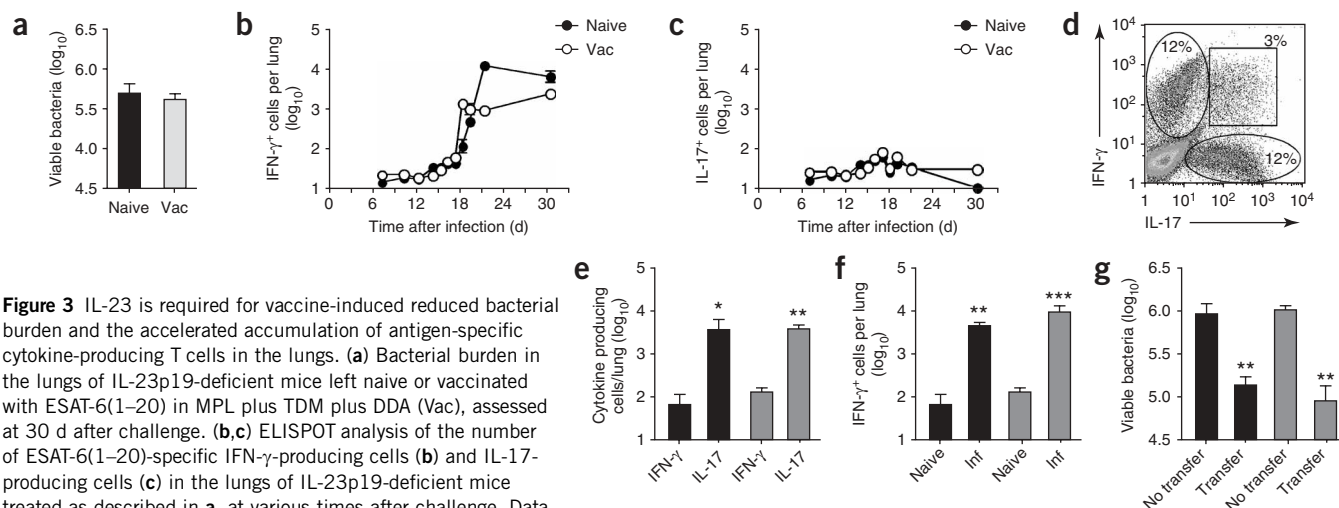 a
Viable bacteria (log10)
6.5
6.0
5.5
4.0
4.5
Naive Vac
b
IFN-γ+ cells per lung
(log10)
5
4
3
2
1
0 6 12 18 24 30
Time after infection (d)
Naive
Vac
c
IL-17+ cells per lung
(log10)
5
4
3
2
1
0 6 12 18 24 30
Time after infection (d)
Naive
Vac
d
IFN-γ
10^4
10^3
10^2
10^1
1
12%
3%
12%
1 10^1 10^2 10^3 10^4
IL-17
e
Cytokine producing
cells/lung (log10)
5
4
3
2
1
*
**
IFN-γ IL-17 IFN-γ IL-17
f
IFN-γ+ cells per lung
(log10)
5
4
3
2
1
**
***
Naive Inf Naive Inf
g
Viable bacteria (log10)
6.5
6.0
5.5
5.0
4.5
**
**
No transfer Transfer No transfer Transfer
Figure 3 IL-23 is required for vaccine-induced reduced bacterial
burden and the accelerated accumulation of antigen-specific
cytokine-producing T cells in the lungs. (a) Bacterial burden in
the lungs of IL-23p19-deficient mice left naive or vaccinated
with ESAT-6(1–20) in MPL plus TDM plus DDA (Vac), assessed
at 30 d after challenge. (b,c) ELISPOT analysis of the number
of ESAT-6(1–20)-specific IFN-γ-producing cells (b) and IL-17-
producing cells (c) in the lungs of IL-23p19-deficient mice
treated as described in a, at various times after challenge. Data